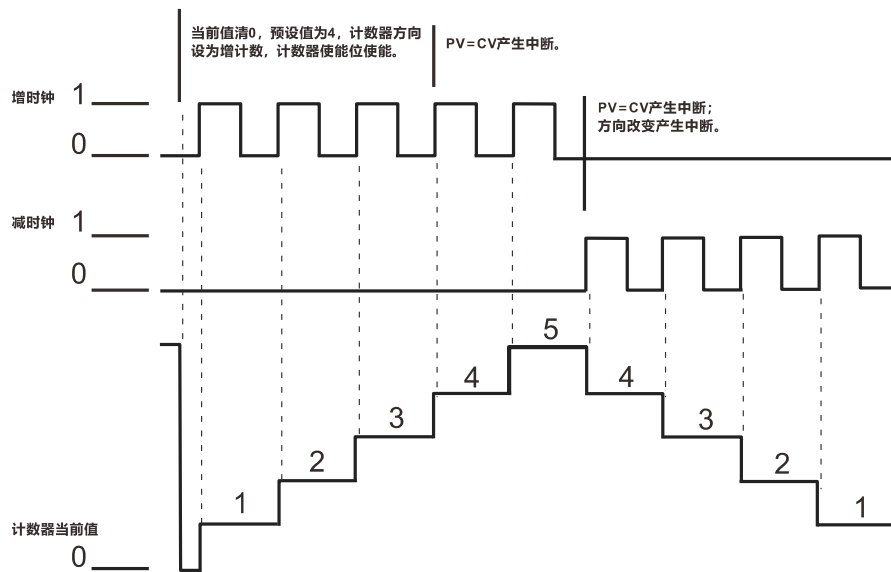 当前值清0，预设值为4，计数器方向
设为增计数，计数器使能位使能。
PV=CV产生中断。
增时钟 1
0
PV=CV产生中断；
方向改变产生中断。
减时钟 1
0
5
4 4
3 3
2 2
1 1
计数器当前值
0